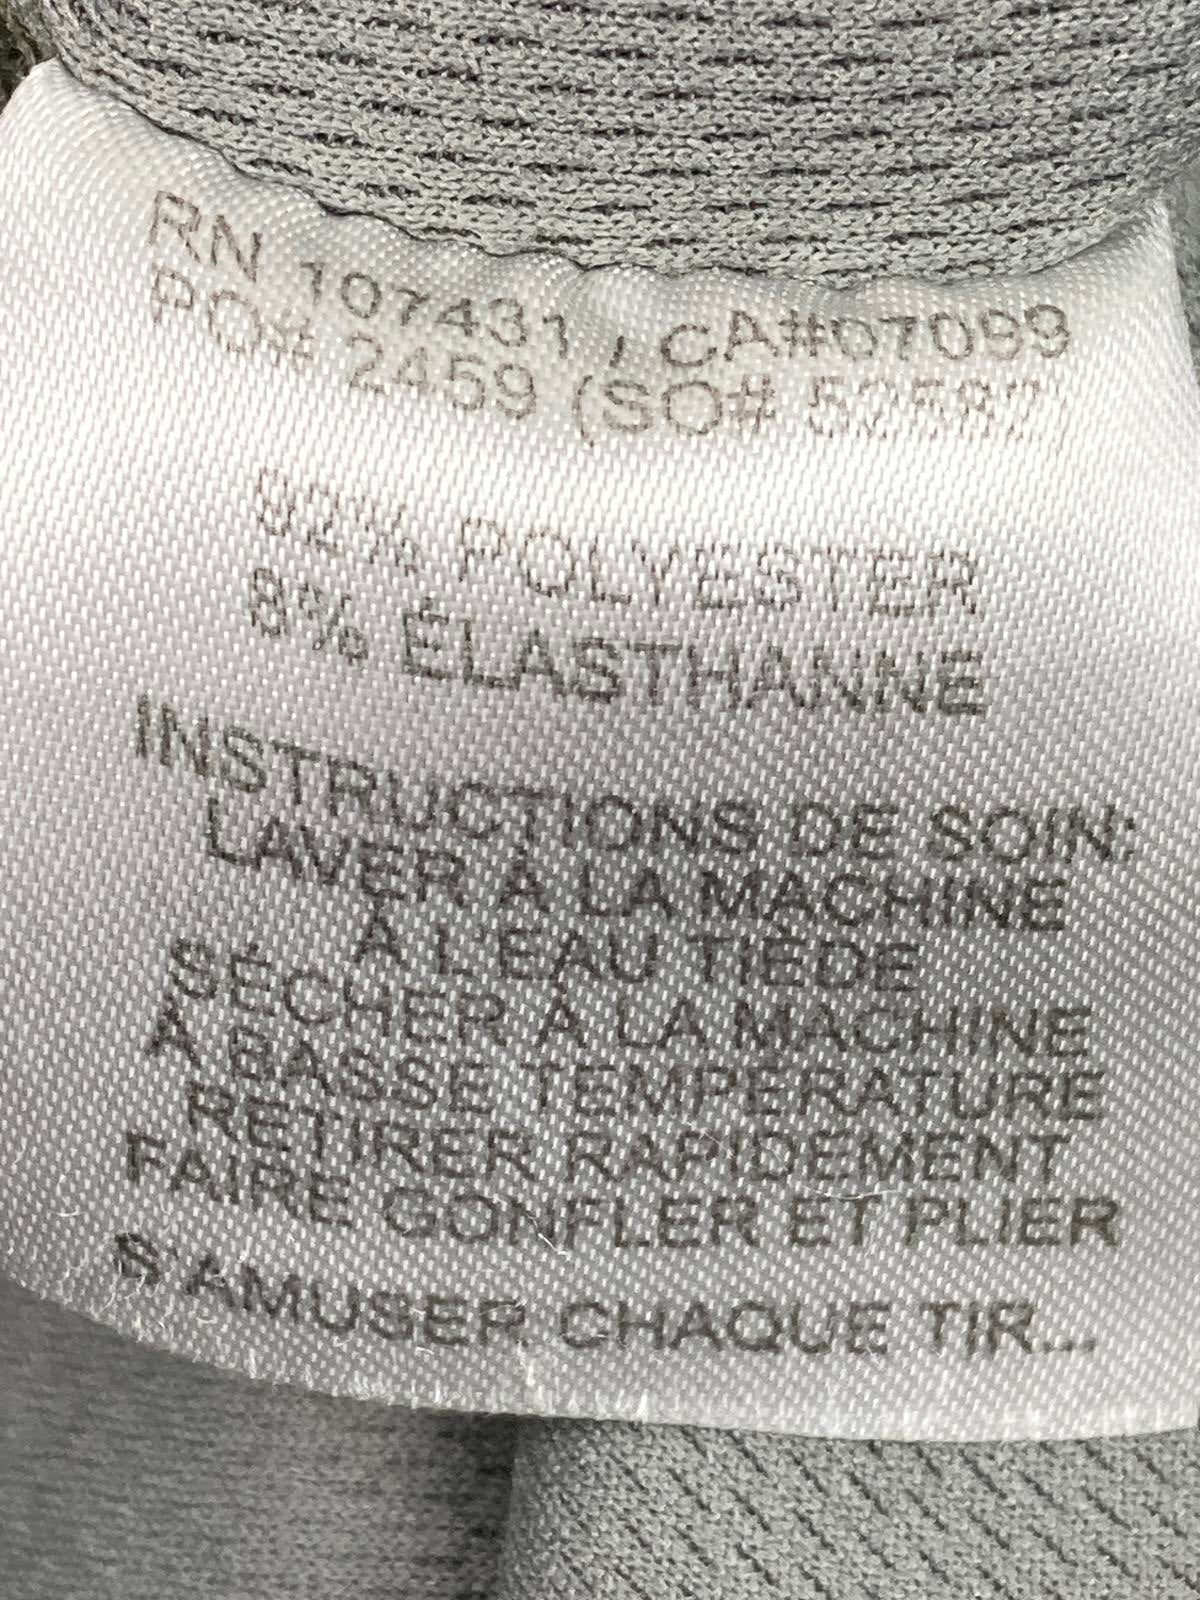 RN 107431 , CA#07099
PO# 2459 (SO# 52587)
92% POLYESTER
8% ÉLASTHANNE
INSTRUCTIONS DE SOIN:
LAVER À LA MACHINE
À L'EAU TIÈDE
SÉCHER À LA MACHINE
À BASSE TEMPÉRATURE
RETIRER RAPIDEMENT
FAIRE GONFLER ET PLIER
S'AMUSER CHAQUE TIR...